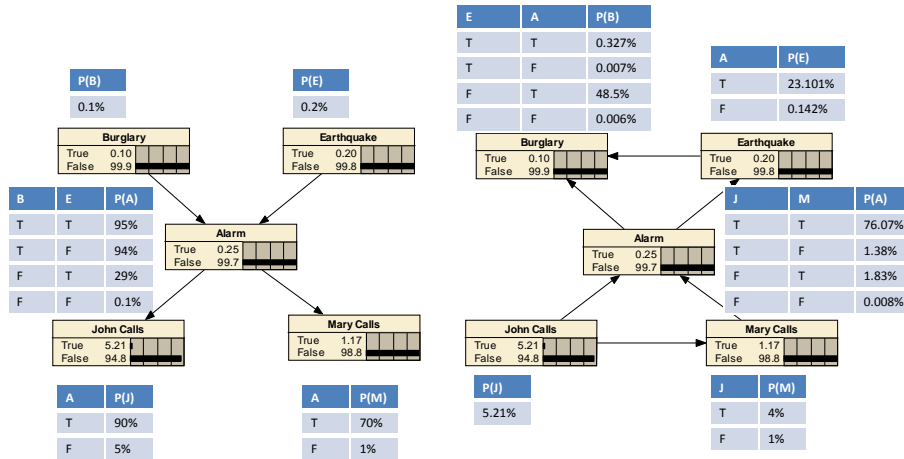 P(B)
0.1%
P(E)
0.2%
Burglary
True 0.10
False 99.9
Earthquake
True 0.20
False 99.8
B E P(A)
T T 95%
T F 94%
F T 29%
F F 0.1%
Alarm
True 0.25
False 99.7
John Calls
True 5.21
False 94.8
Mary Calls
True 1.17
False 98.8
A P(J)
T 90%
F 5%
A P(M)
T 70%
F 1%
E A P(B)
T T 0.327%
T F 0.007%
F T 48.5%
F F 0.006%
A P(E)
T 23.101%
F 0.142%
Burglary
True 0.10
False 99.9
Earthquake
True 0.20
False 99.8
J M P(A)
T T 76.07%
T F 1.38%
F T 1.83%
F F 0.008%
Alarm
True 0.25
False 99.7
John Calls
True 5.21
False 94.8
Mary Calls
True 1.17
False 98.8
P(J)
5.21%
J P(M)
T 4%
F 1%